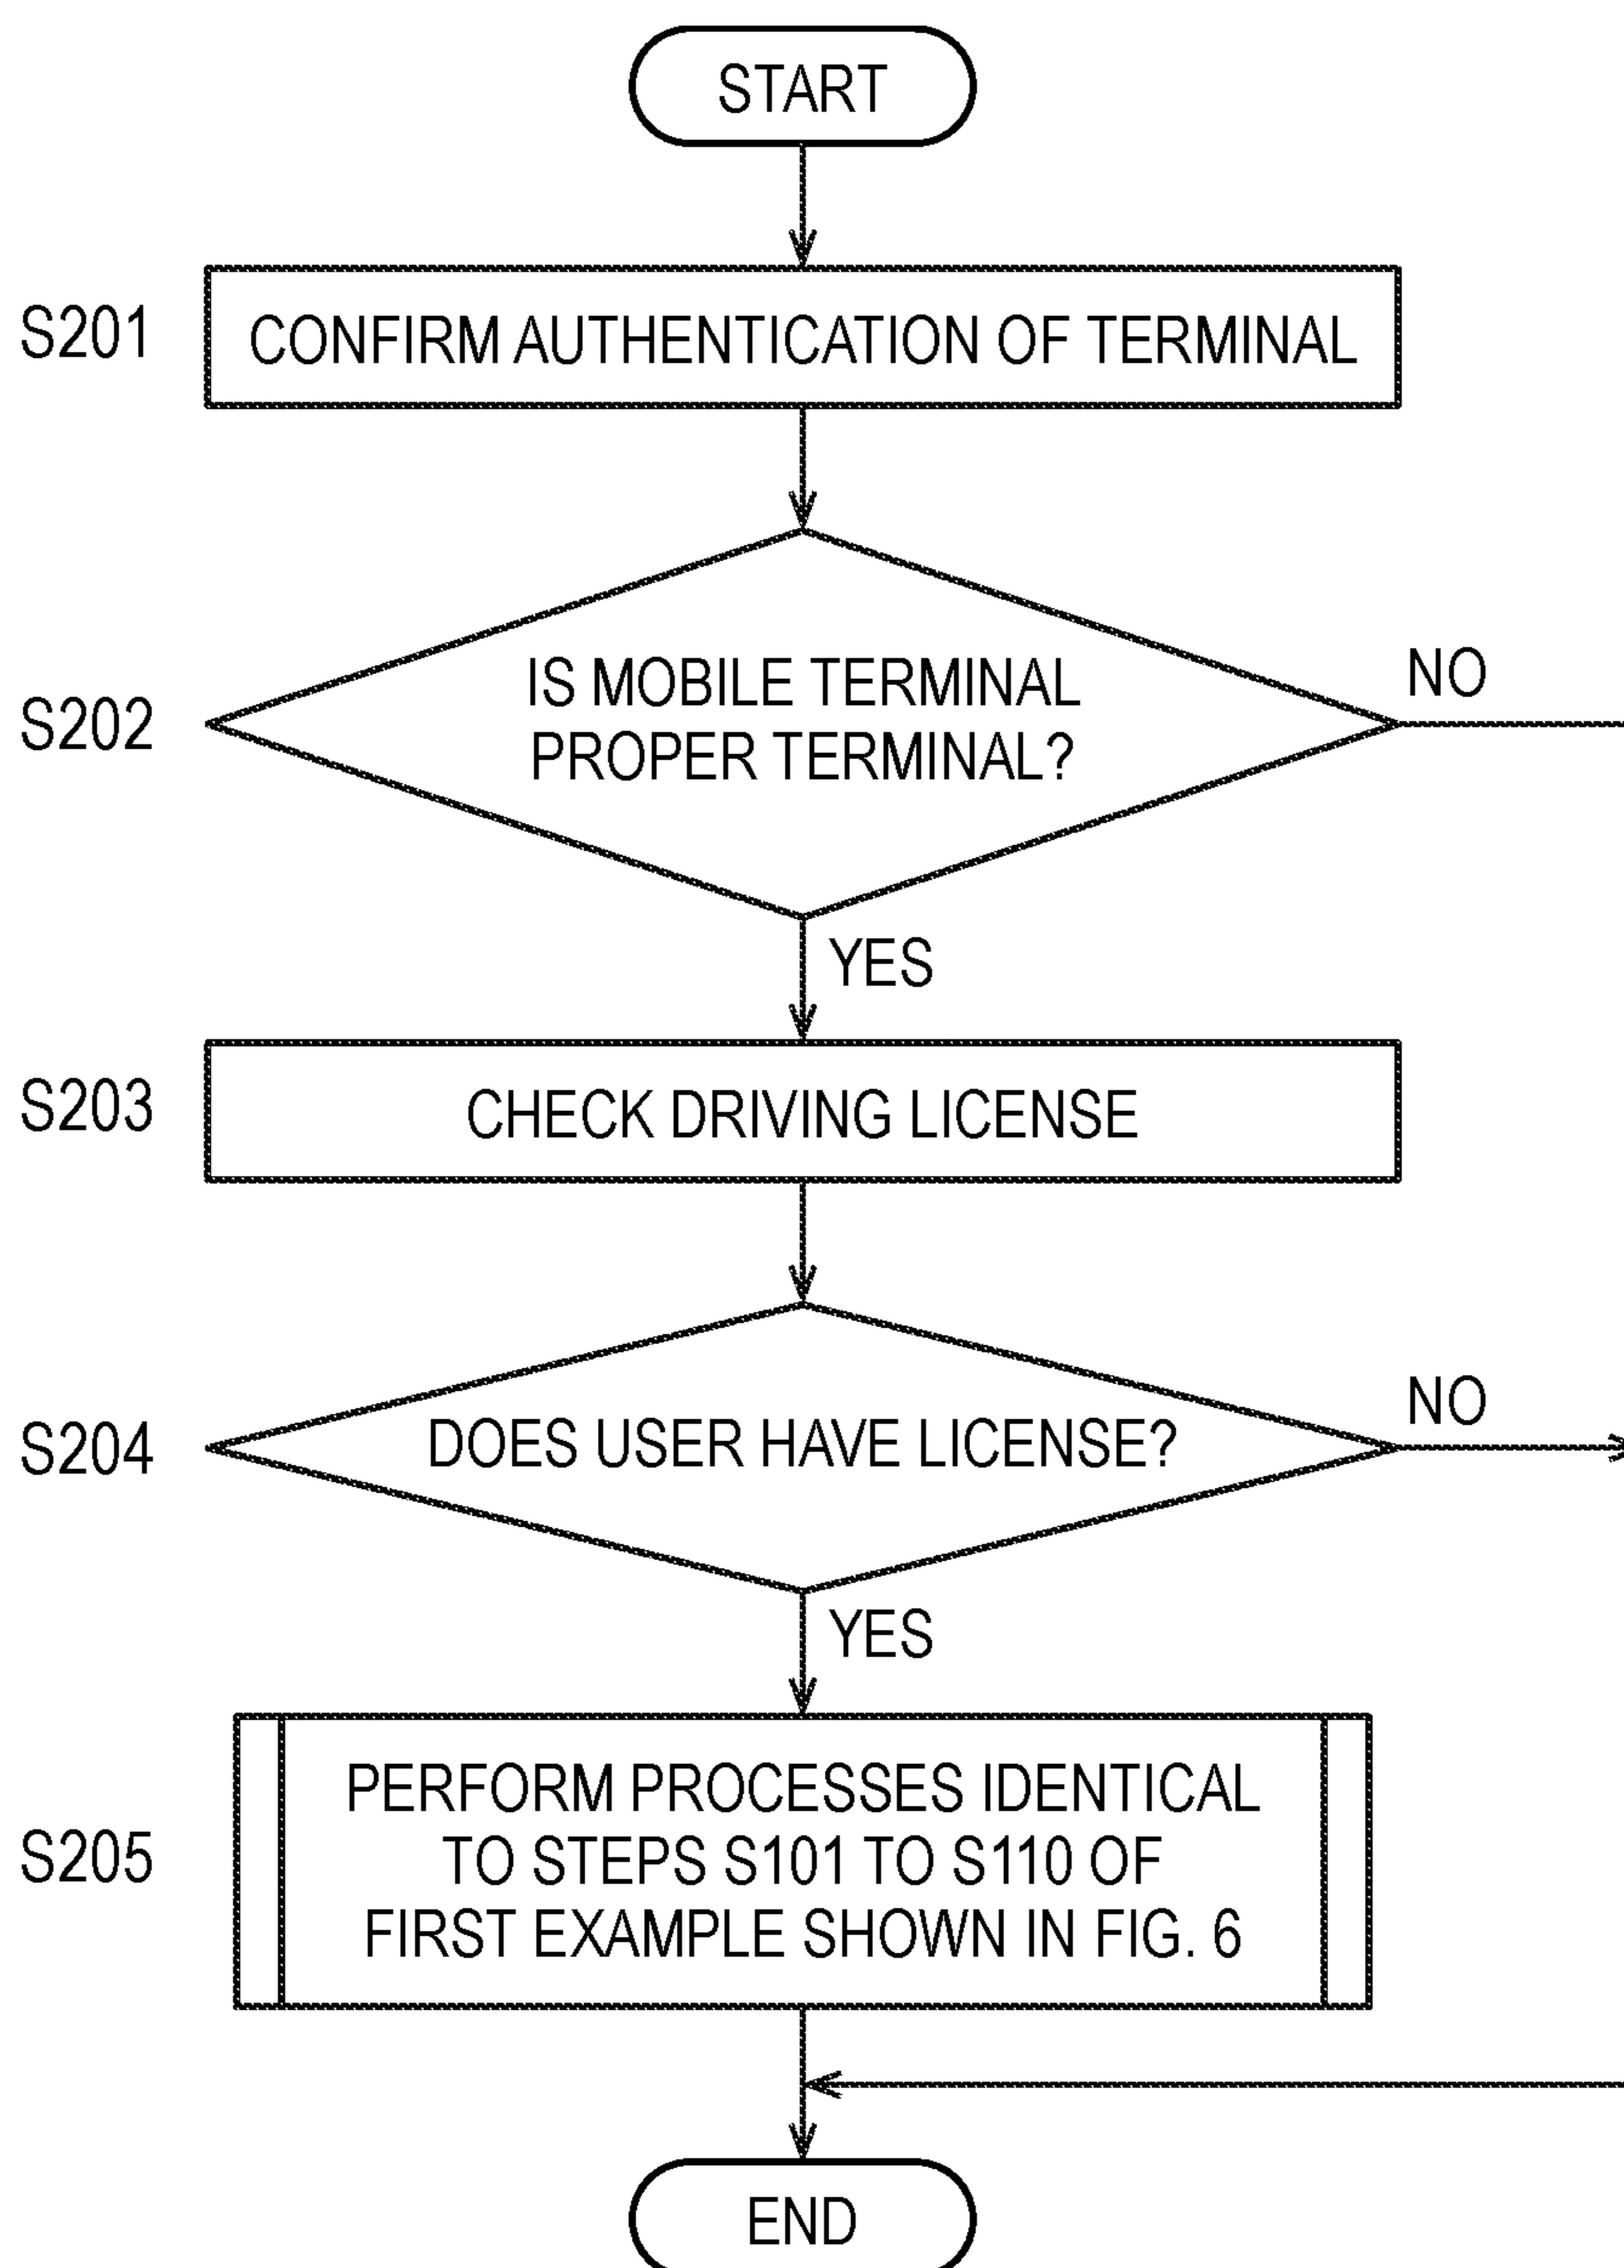 START
S201
CONFIRM AUTHENTICATION OF TERMINAL
S202
IS MOBILE TERMINAL
PROPER TERMINAL?
NO
YES
S203
CHECK DRIVING LICENSE
S204
DOES USER HAVE LICENSE?
NO
YES
S205
PERFORM PROCESSES IDENTICAL
TO STEPS S101 TO S110 OF
FIRST EXAMPLE SHOWN IN FIG. 6
END